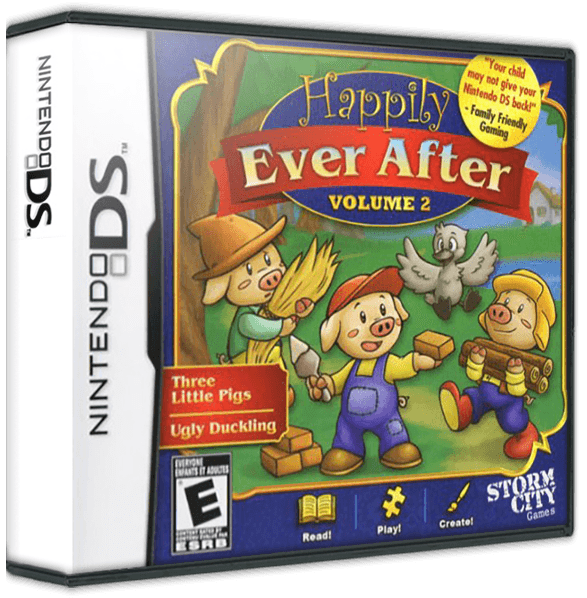 NINTENDO DS™
NINTENDO DS™
Happily
Ever After
VOLUME 2
"Your child
may not give your
Nintendo DS back!"
- Family Friendly
Gaming
Three
Little Pigs
Ugly Duckling
EVERYONE
ENFANTS ET ADULTES
E
CONTENT RATED BY
ESRB
Read!
Play!
Create!
STORM
CITY
Games